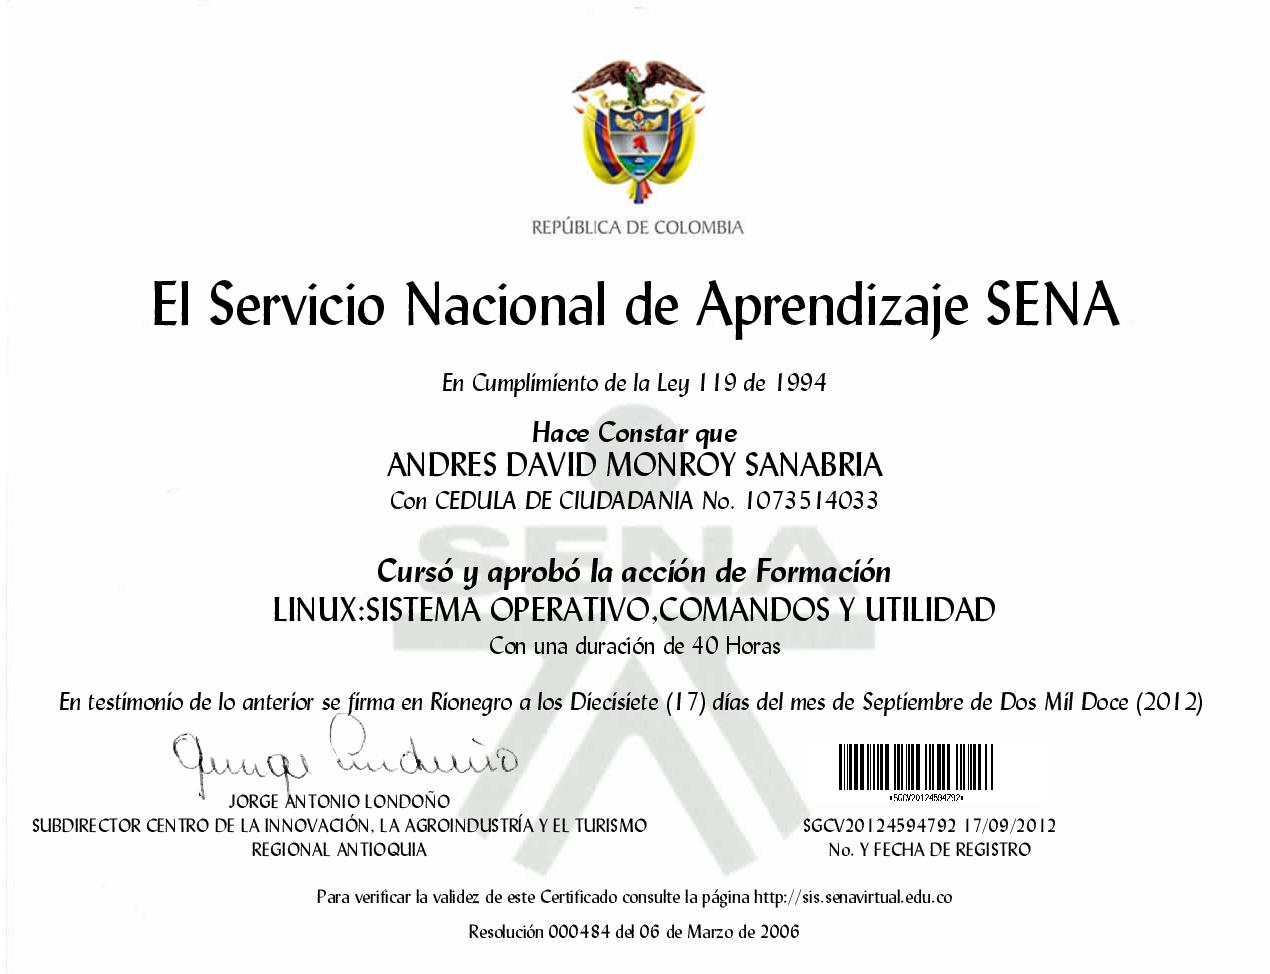 REPÚBLICA DE COLOMBIA
El Servicio Nacional de Aprendizaje SENA
En Cumplimiento de la Ley 119 de 1994
Hace Constar que
ANDRES DAVID MONROY SANABRIA
Con CEDULA DE CIUDADANIA No. 1073514033
SENA
Cursó y aprobó la acción de Formación
LINUX:SISTEMA OPERATIVO,COMANDOS Y UTILIDAD
Con una duración de 40 Horas
En testimonio de lo anterior se firma en Rionegro a los Diecisiete (17) días del mes de Septiembre de Dos Mil Doce (2012)
JORGE ANTONIO LONDOÑO
SUBDIRECTOR CENTRO DE LA INNOVACIÓN, LA AGROINDUSTRÍA Y EL TURISMO
REGIONAL ANTIOQUIA
*SGCV20124594792*
SGCV20124594792 17/09/2012
No. Y FECHA DE REGISTRO
Para verificar la validez de este Certificado consulte la página http://sis.senavirtual.edu.co
Resolución 000484 del 06 de Marzo de 2006